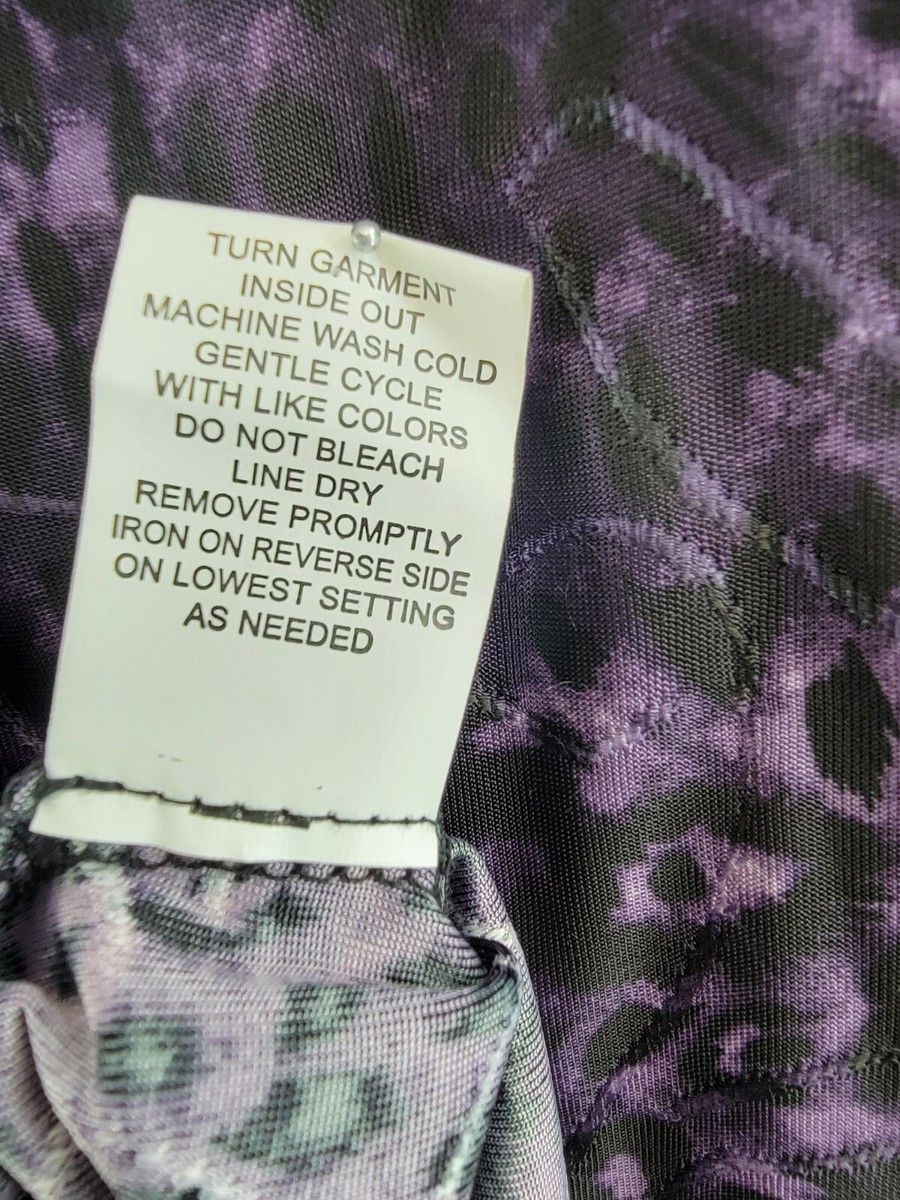 TURN GARMENT
INSIDE OUT
MACHINE WASH COLD
GENTLE CYCLE
WITH LIKE COLORS
DO NOT BLEACH
LINE DRY
REMOVE PROMPTLY
IRON ON REVERSE SIDE
ON LOWEST SETTING
AS NEEDED